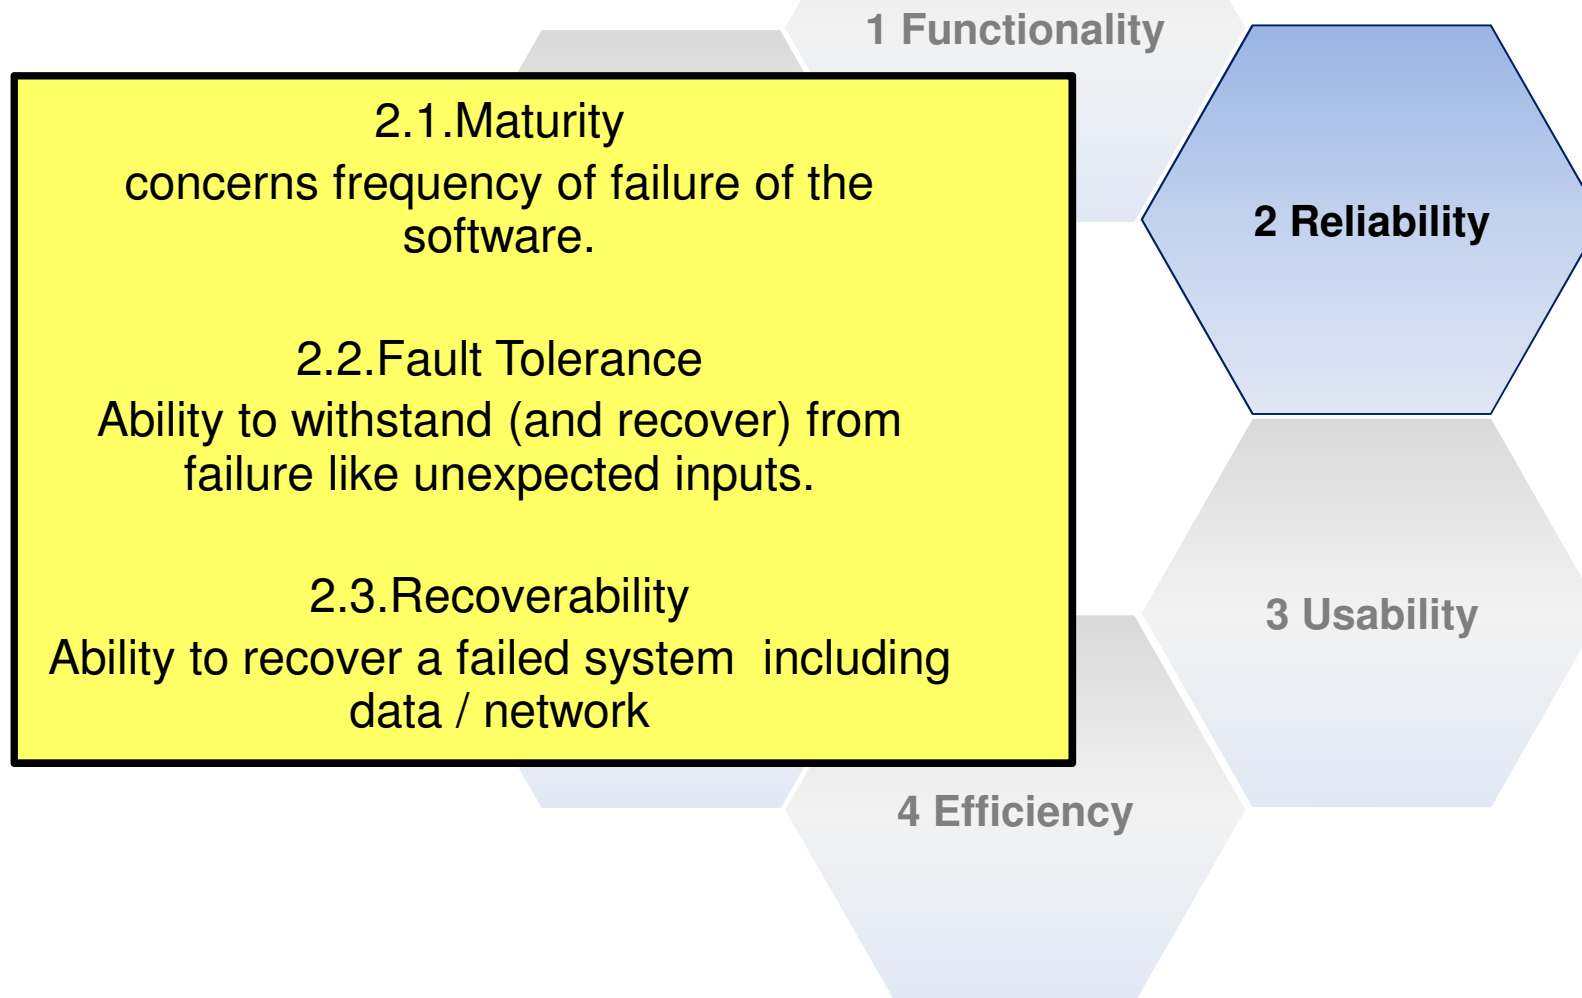 1 Functionality
2.1.Maturity
concerns frequency of failure of the
software.
2.2.Fault Tolerance
Ability to withstand (and recover) from
failure like unexpected inputs.
2.3.Recoverability
Ability to recover a failed system  including
data / network
2 Reliability
3 Usability
4 Efficiency